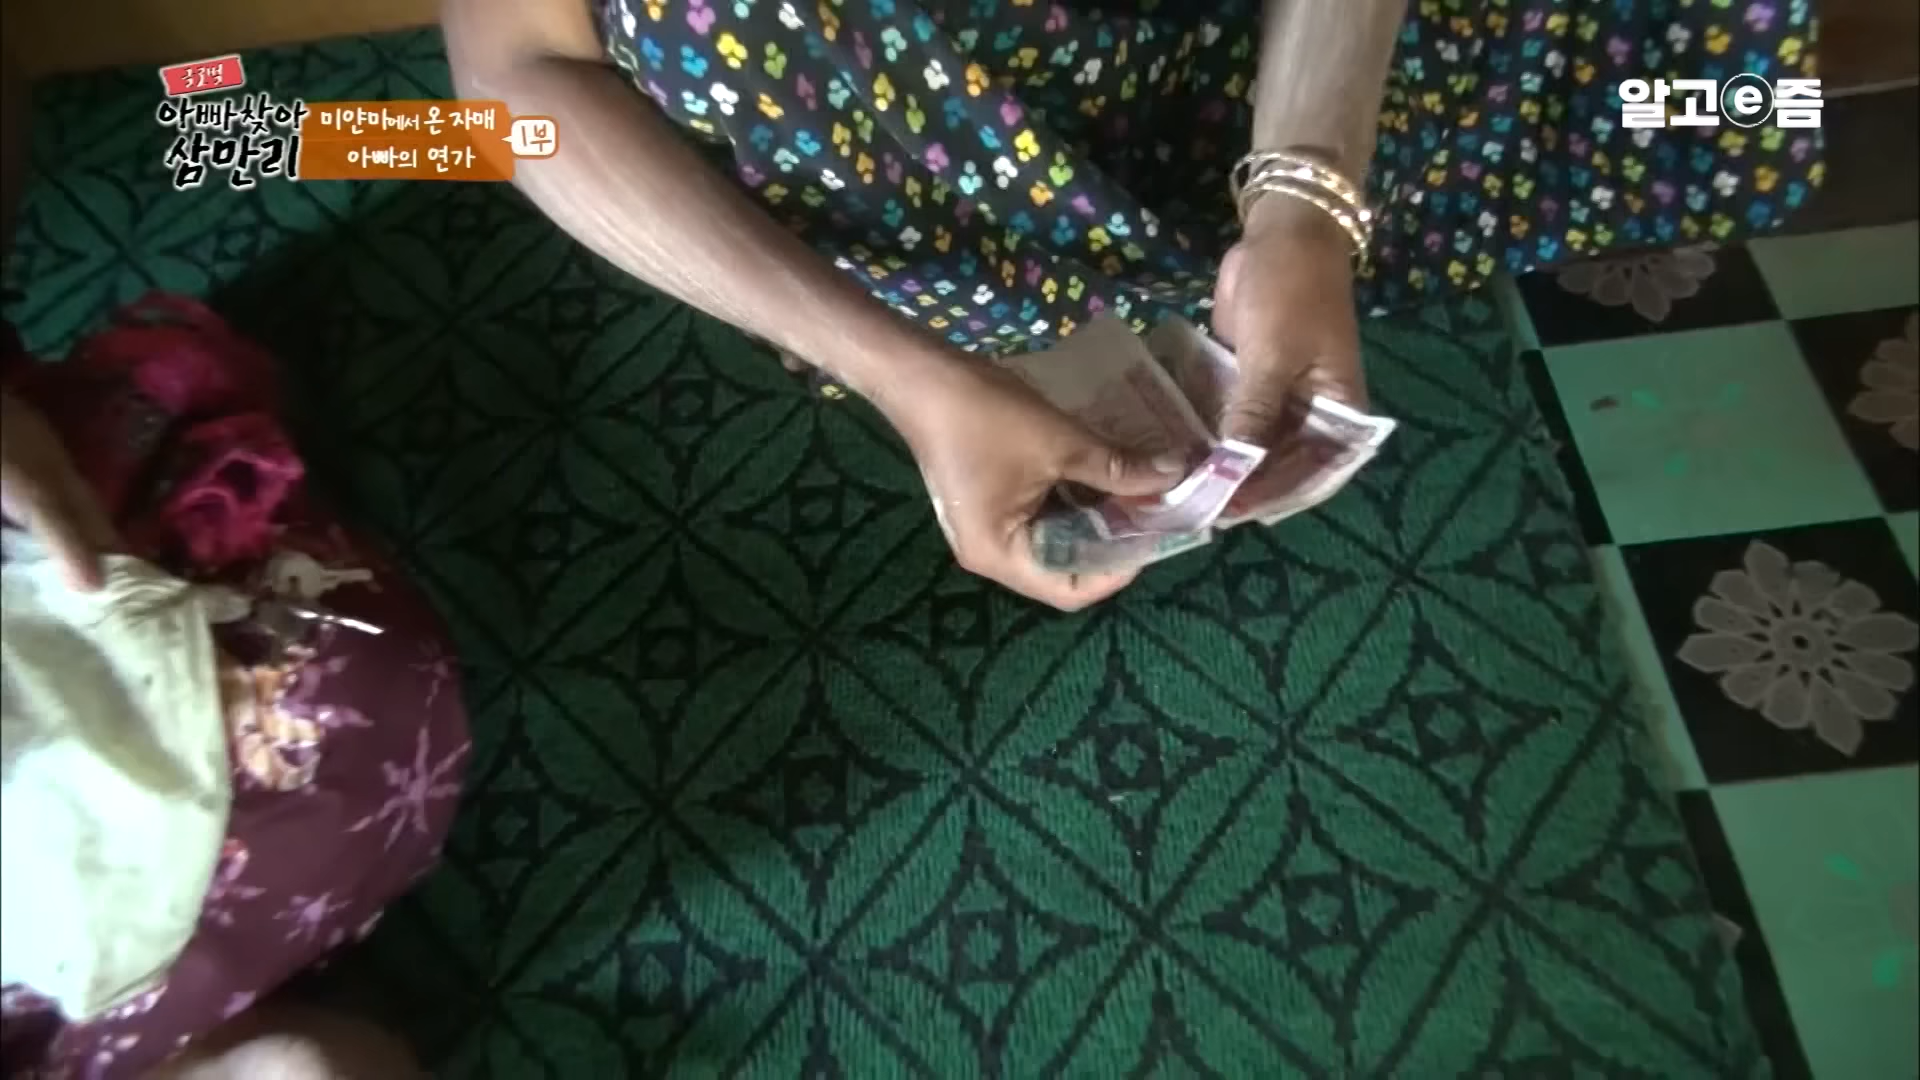 글로벌
아빠찾아
삼만리
미얀마에서 온 자매
아빠의 연가
1부
알고e즘